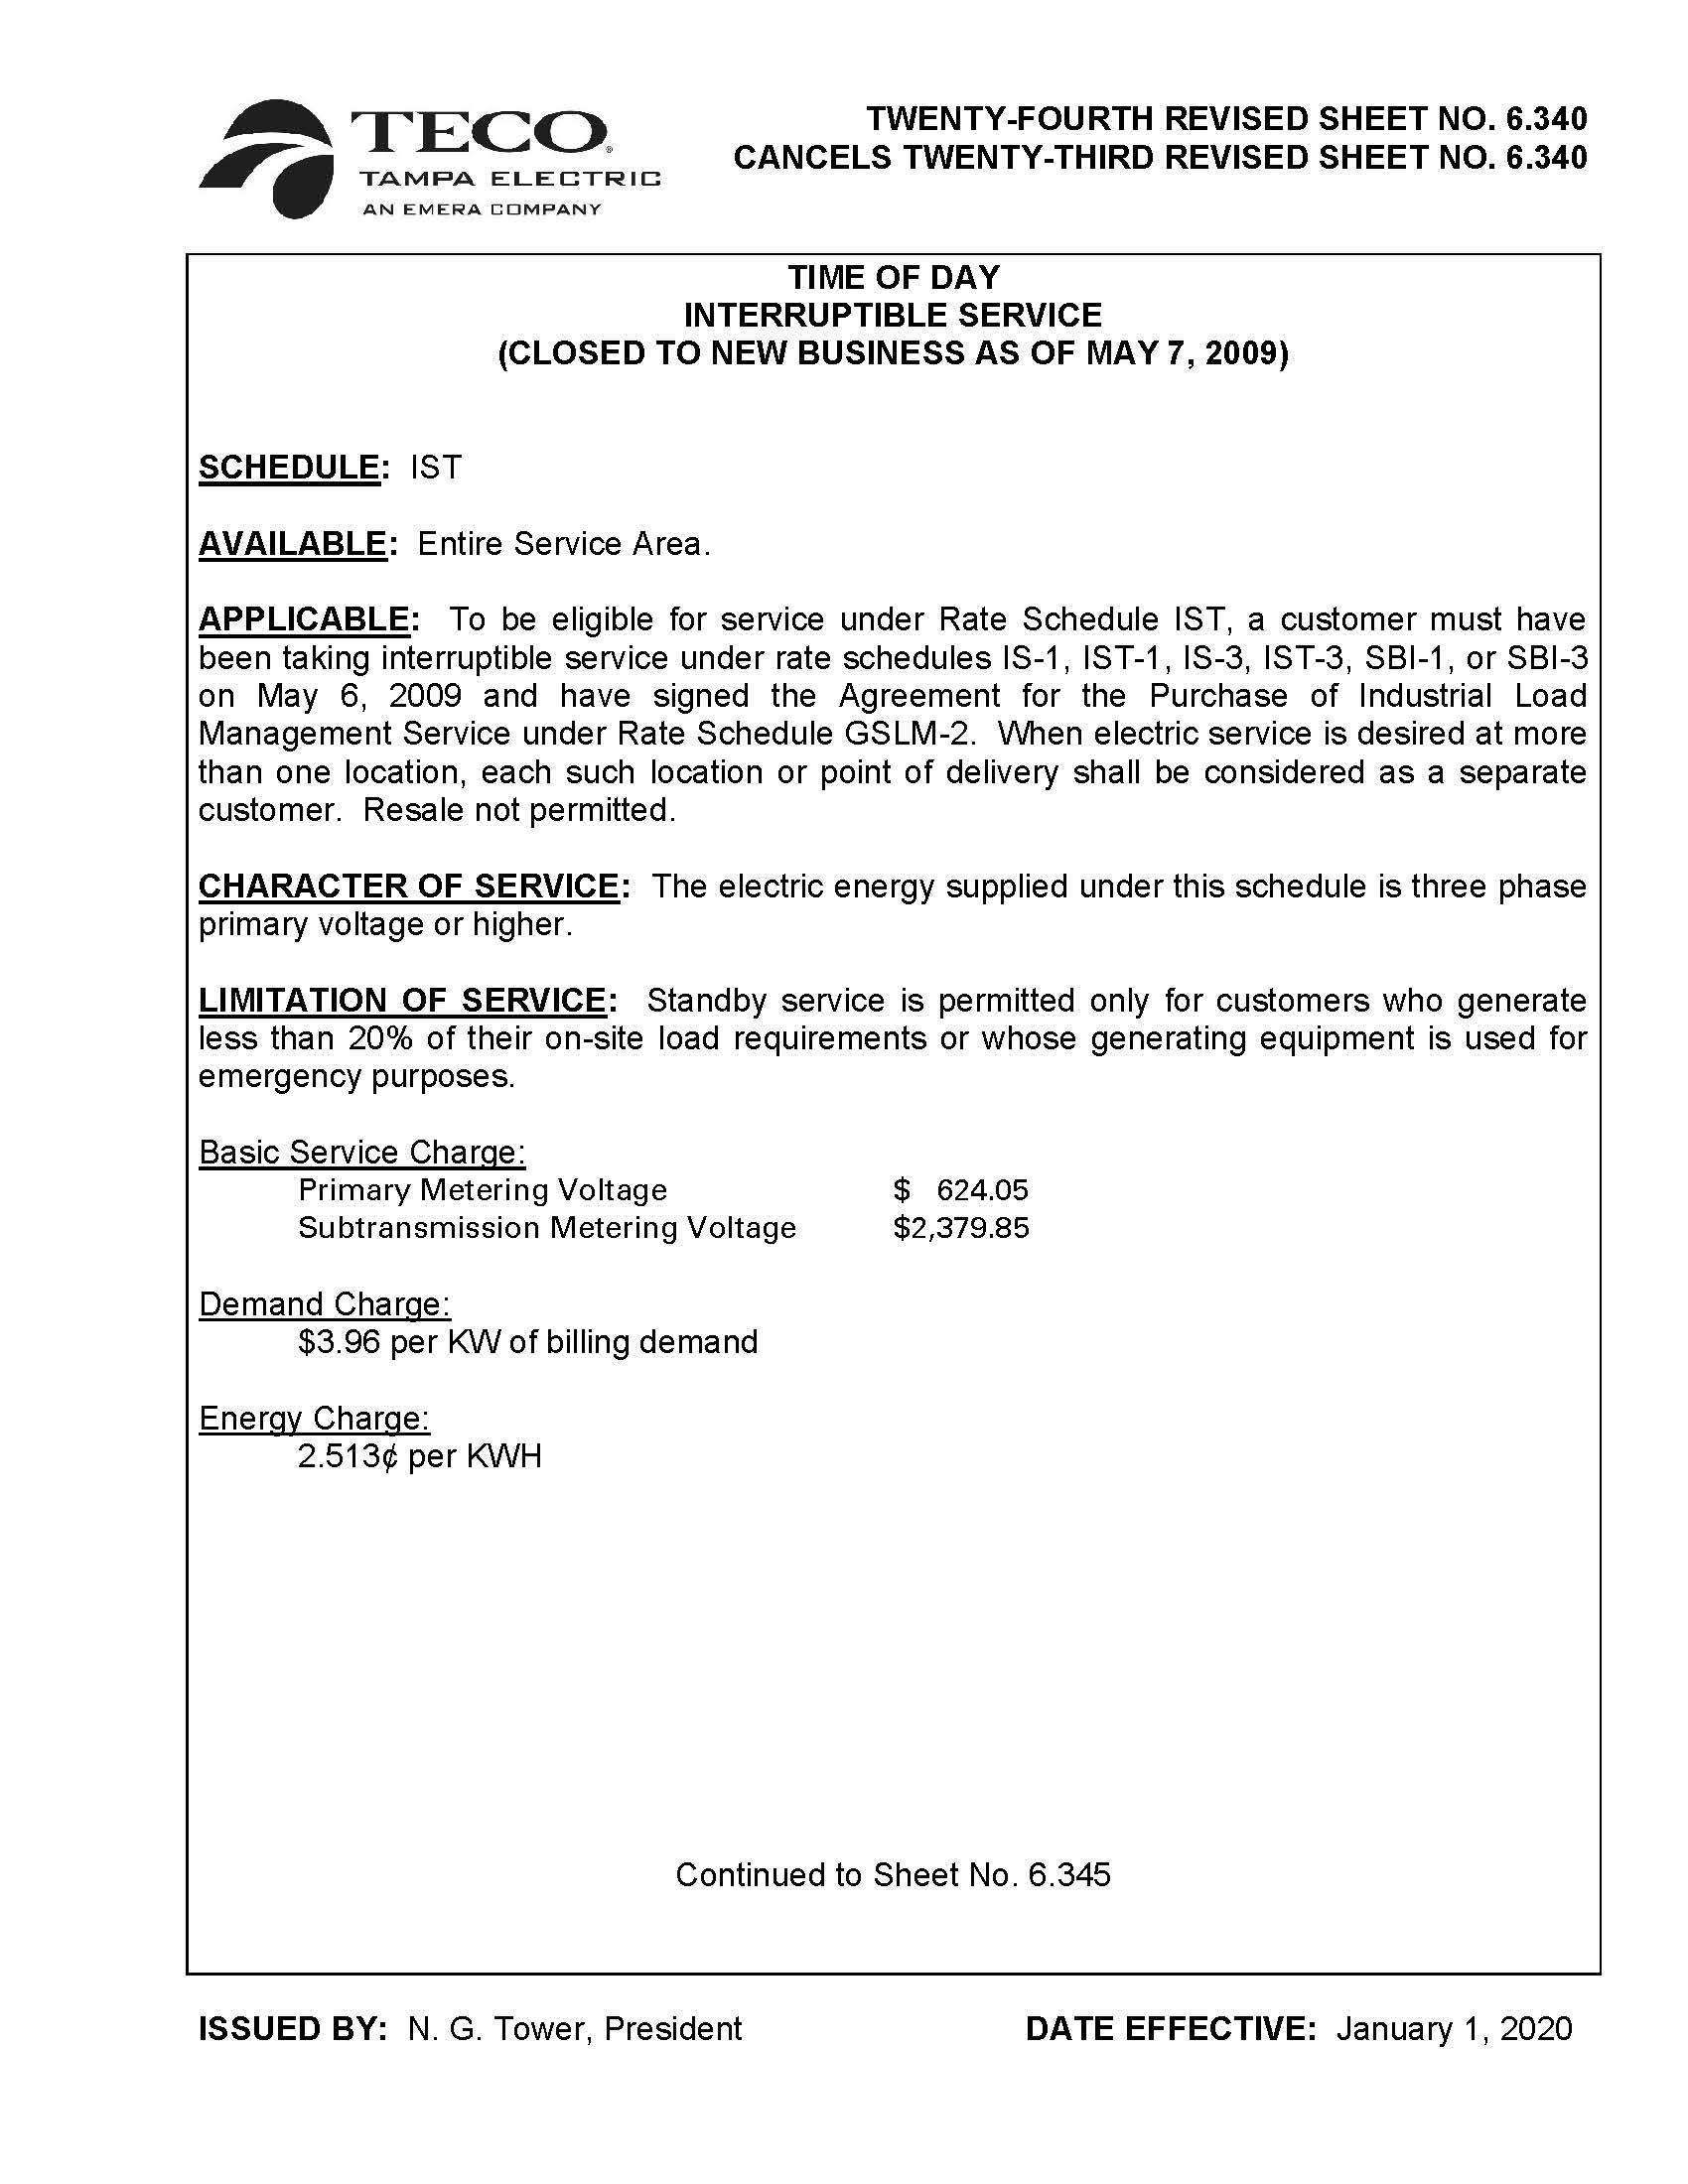 TECO®
TAMPA ELECTRIC
AN EMERA COMPANY
TWENTY-FOURTH REVISED SHEET NO. 6.340
CANCELS TWENTY-THIRD REVISED SHEET NO. 6.340
TIME OF DAY
INTERRUPTIBLE SERVICE
(CLOSED TO NEW BUSINESS AS OF MAY 7, 2009)
SCHEDULE: IST
AVAILABLE: Entire Service Area.
APPLICABLE: To be eligible for service under Rate Schedule IST, a customer must have
been taking interruptible service under rate schedules IS-1, IST-1, IS-3, IST-3, SBI-1, or SBI-3
on May 6, 2009 and have signed the Agreement for the Purchase of Industrial Load
Management Service under Rate Schedule GSLM-2. When electric service is desired at more
than one location, each such location or point of delivery shall be considered as a separate
customer. Resale not permitted.
CHARACTER OF SERVICE: The electric energy supplied under this schedule is three phase
primary voltage or higher.
LIMITATION OF SERVICE: Standby service is permitted only for customers who generate
less than 20% of their on-site load requirements or whose generating equipment is used for
emergency purposes.
Basic Service Charge:
Primary Metering Voltage $ 624.05
Subtransmission Metering Voltage $2,379.85
Demand Charge:
$3.96 per KW of billing demand
Energy Charge:
2.513¢ per KWH
Continued to Sheet No. 6.345
ISSUED BY: N. G. Tower, President
DATE EFFECTIVE: January 1, 2020